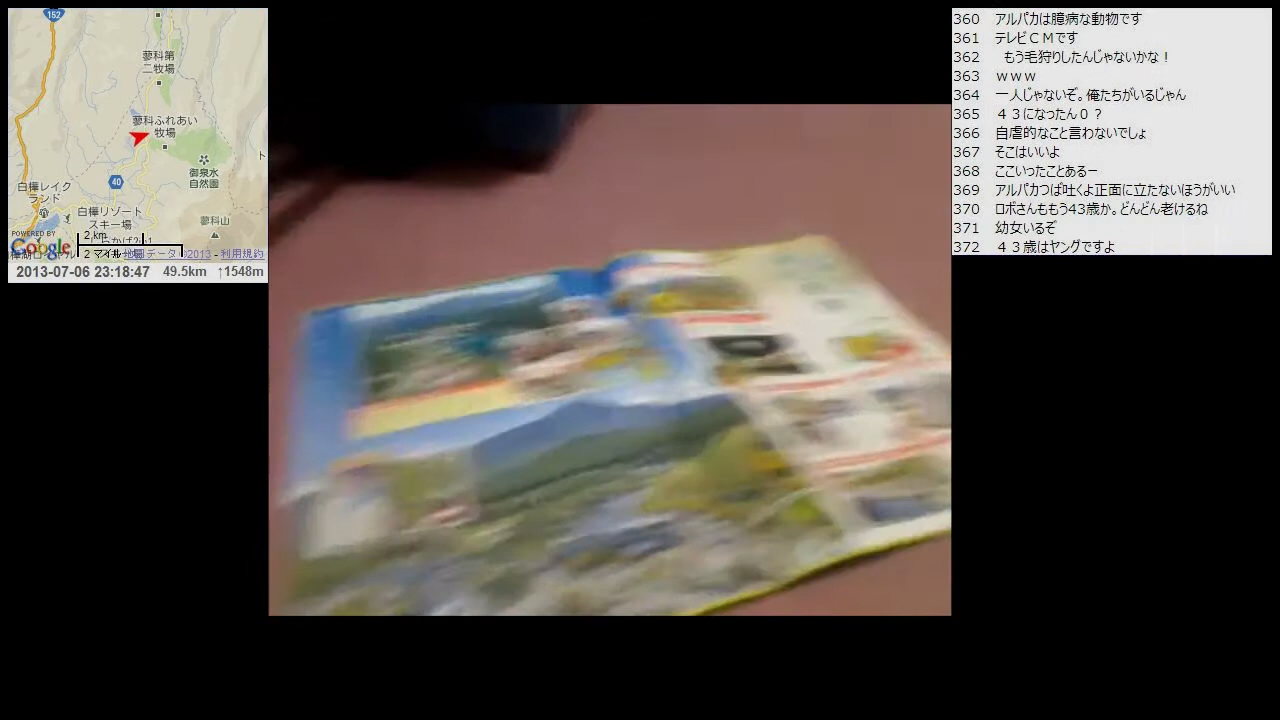 152
蓼科第
二牧場
蓼科ふれあい
牧場
御泉水
自然園
ト
40
白樺レイク
ランド
白樺リゾート
スキー場
蓼科山
POWERED BY
Google
2 km
2 マイル
地図データ ©2013 - 利用規約
2013-07-06 23:18:47 49.5km ↑1548m
360 アルパカは臆病な動物です
361 テレビＣＭです
362 もう毛狩りしたんじゃないかな！
363 ｗｗｗ
364 一人じゃないぞ。俺たちがいるじゃん
365 ４３になったん０？
366 自虐的なこと言わないでしょ
367 そこはいいよ
368 ここいったことあるー
369 アルパカつば吐くよ正面に立たないほうがいい
370 ロボさんももう43歳か。どんどん老けるね
371 幼女いるぞ
372 ４３歳はヤングですよ